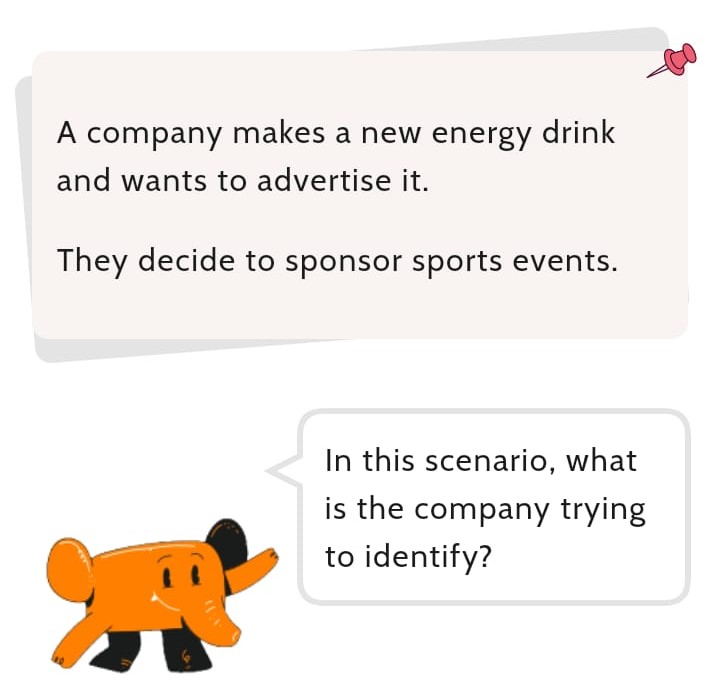 A company makes a new energy drink
and wants to advertise it.
They decide to sponsor sports events.
In this scenario, what
is the company trying
to identify?